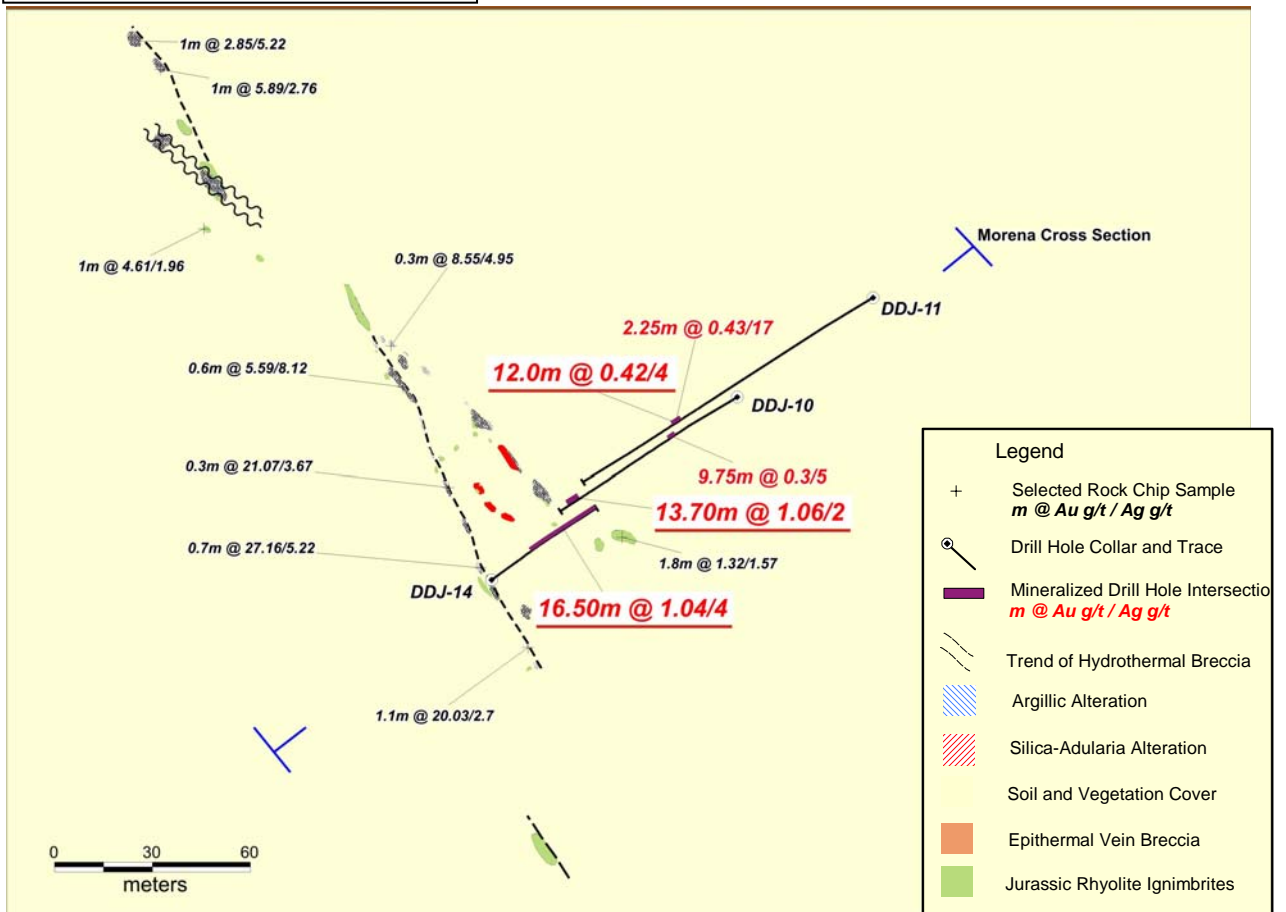 1m @ 2.85/5.22
1m @ 5.89/2.76
1m @ 4.61/1.96
0.3m @ 8.55/4.95
Morena Cross Section
DDJ-11
2.25m @ 0.43/17
12.0m @ 0.42/4
0.6m @ 5.59/8.12
DDJ-10
0.3m @ 21.07/3.67
9.75m @ 0.3/5
13.70m @ 1.06/2
0.7m @ 27.16/5.22
1.8m @ 1.32/1.57
DDJ-14
16.50m @ 1.04/4
1.1m @ 20.03/2.7
0 30 60
meters
Legend
Selected Rock Chip Sample
m @ Au g/t / Ag g/t
Drill Hole Collar and Trace
Mineralized Drill Hole Intersectio
m @ Au g/t / Ag g/t
Trend of Hydrothermal Breccia
Argillic Alteration
Silica-Adularia Alteration
Soil and Vegetation Cover
Epithermal Vein Breccia
Jurassic Rhyolite Ignimbrites